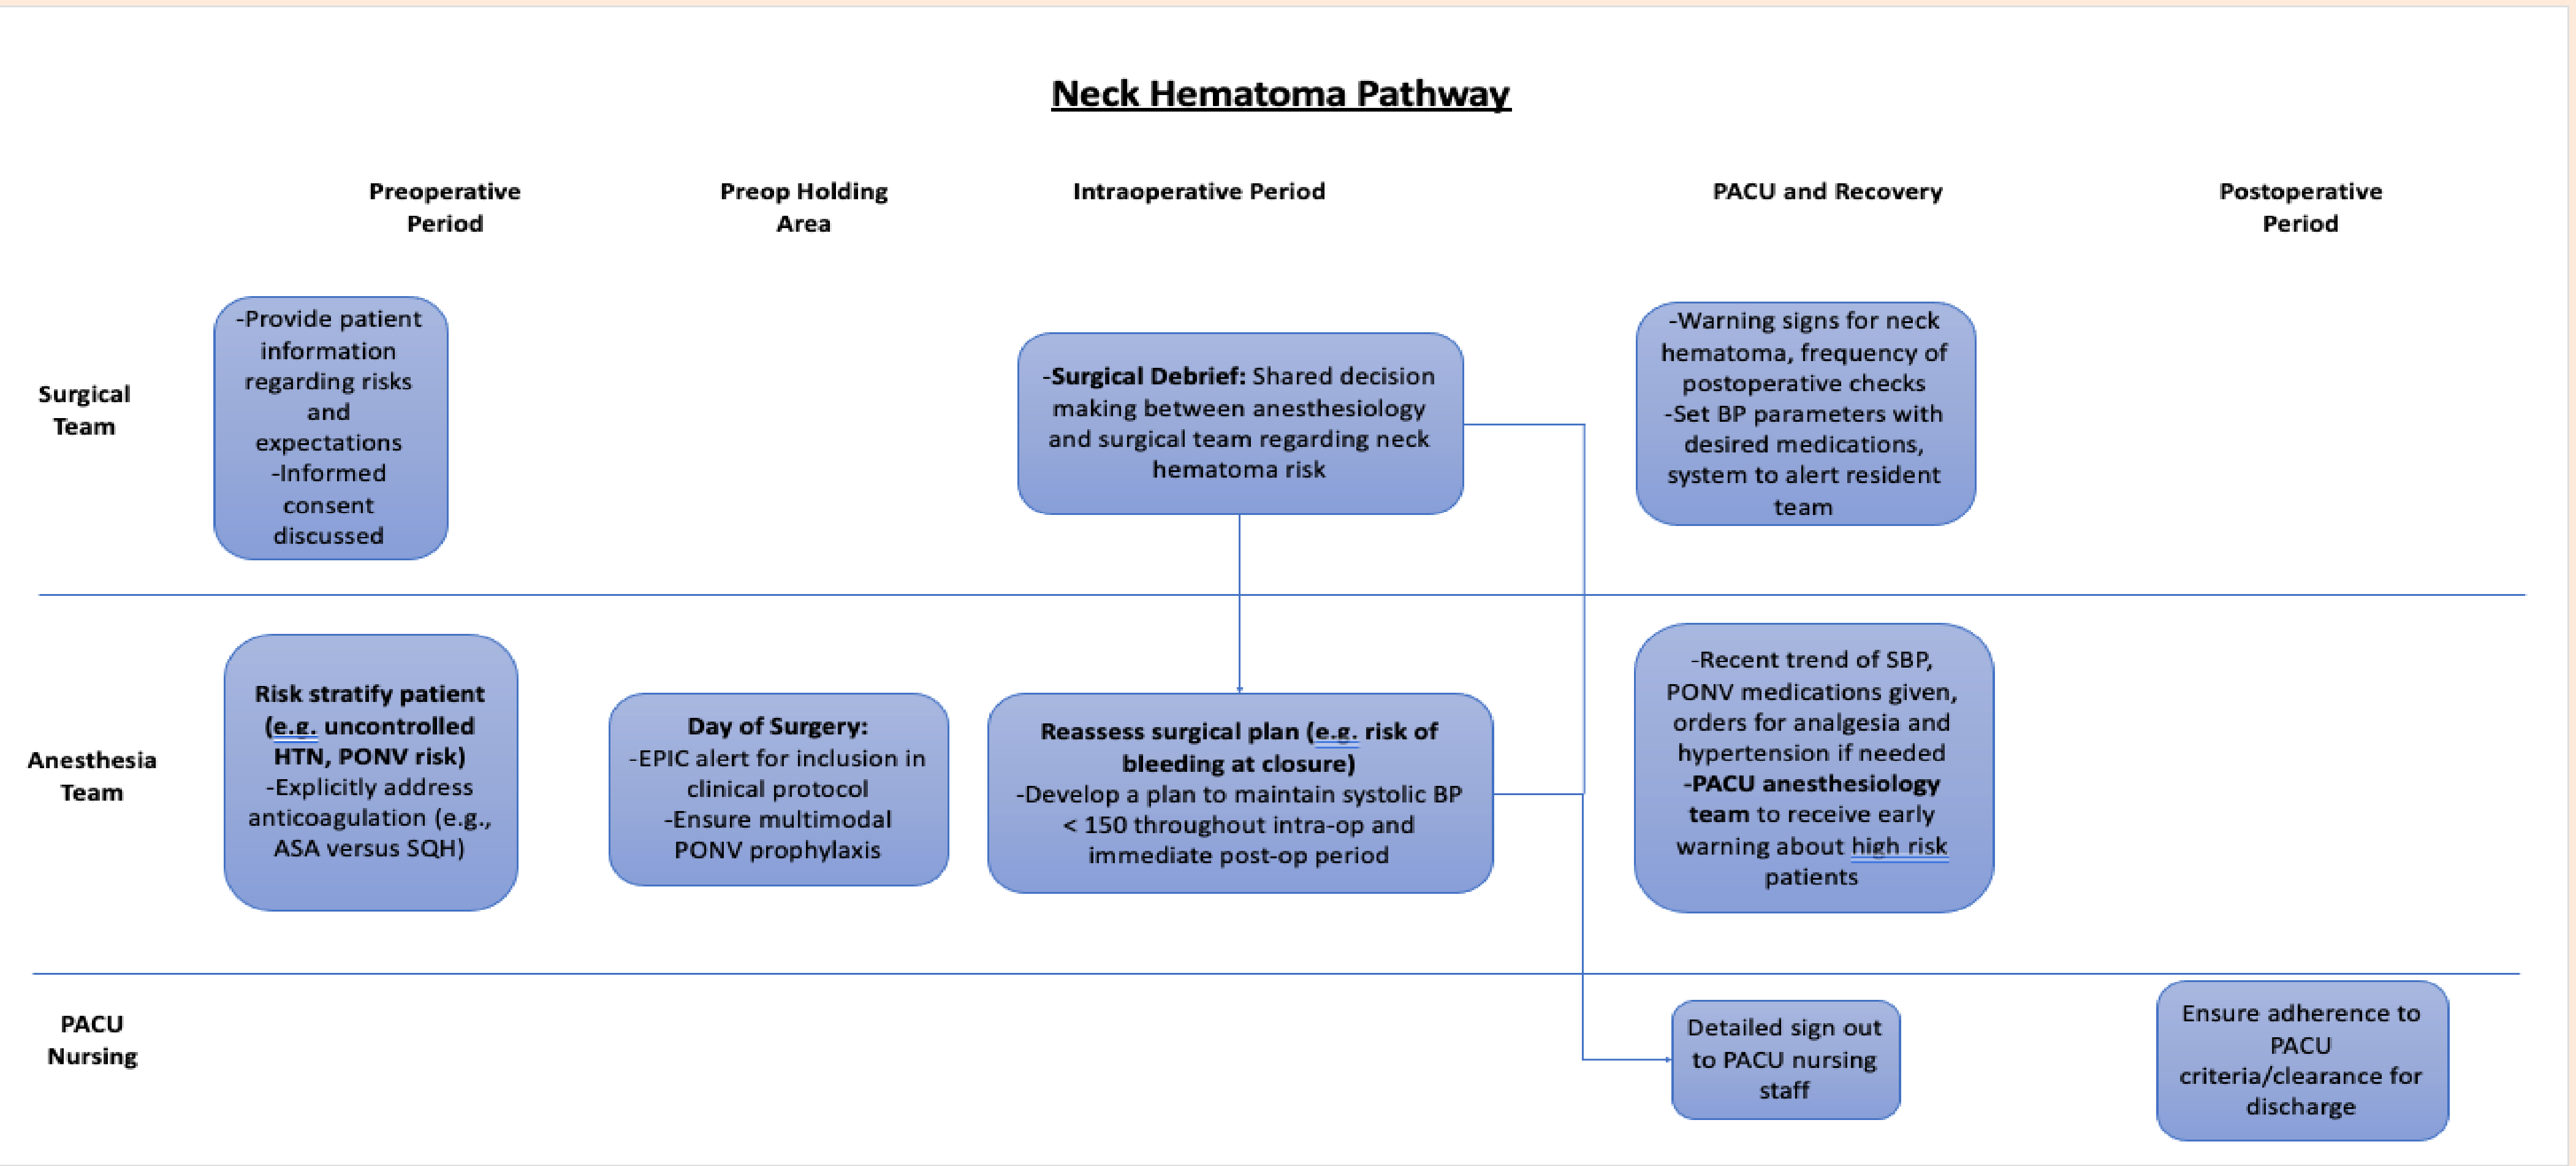 Neck Hematoma Pathway
Preoperative
Period
Preop Holding
Area
Intraoperative Period
PACU and Recovery
Postoperative
Period
Surgical
Team
-Provide patient
information
regarding risks
and
expectations
-Informed
consent
discussed
-Surgical Debrief: Shared decision
making between anesthesiology
and surgical team regarding neck
hematoma risk
-Warning signs for neck
hematoma, frequency of
postoperative checks
-Set BP parameters with
desired medications,
system to alert resident
team
Anesthesia
Team
Risk stratify patient
(e.g. uncontrolled
HTN, PONV risk)
-Explicitly address
anticoagulation (e.g.,
ASA versus SQH)
Day of Surgery:
-EPIC alert for inclusion in
clinical protocol
-Ensure multimodal
PONV prophylaxis
Reassess surgical plan (e.g. risk of
bleeding at closure)
-Develop a plan to maintain systolic BP
< 150 throughout intra-op and
immediate post-op period
-Recent trend of SBP,
PONV medications given,
orders for analgesia and
hypertension if needed
-PACU anesthesiology
team to receive early
warning about high risk
patients
PACU
Nursing
Detailed sign out
to PACU nursing
staff
Ensure adherence to
PACU
criteria/clearance for
discharge